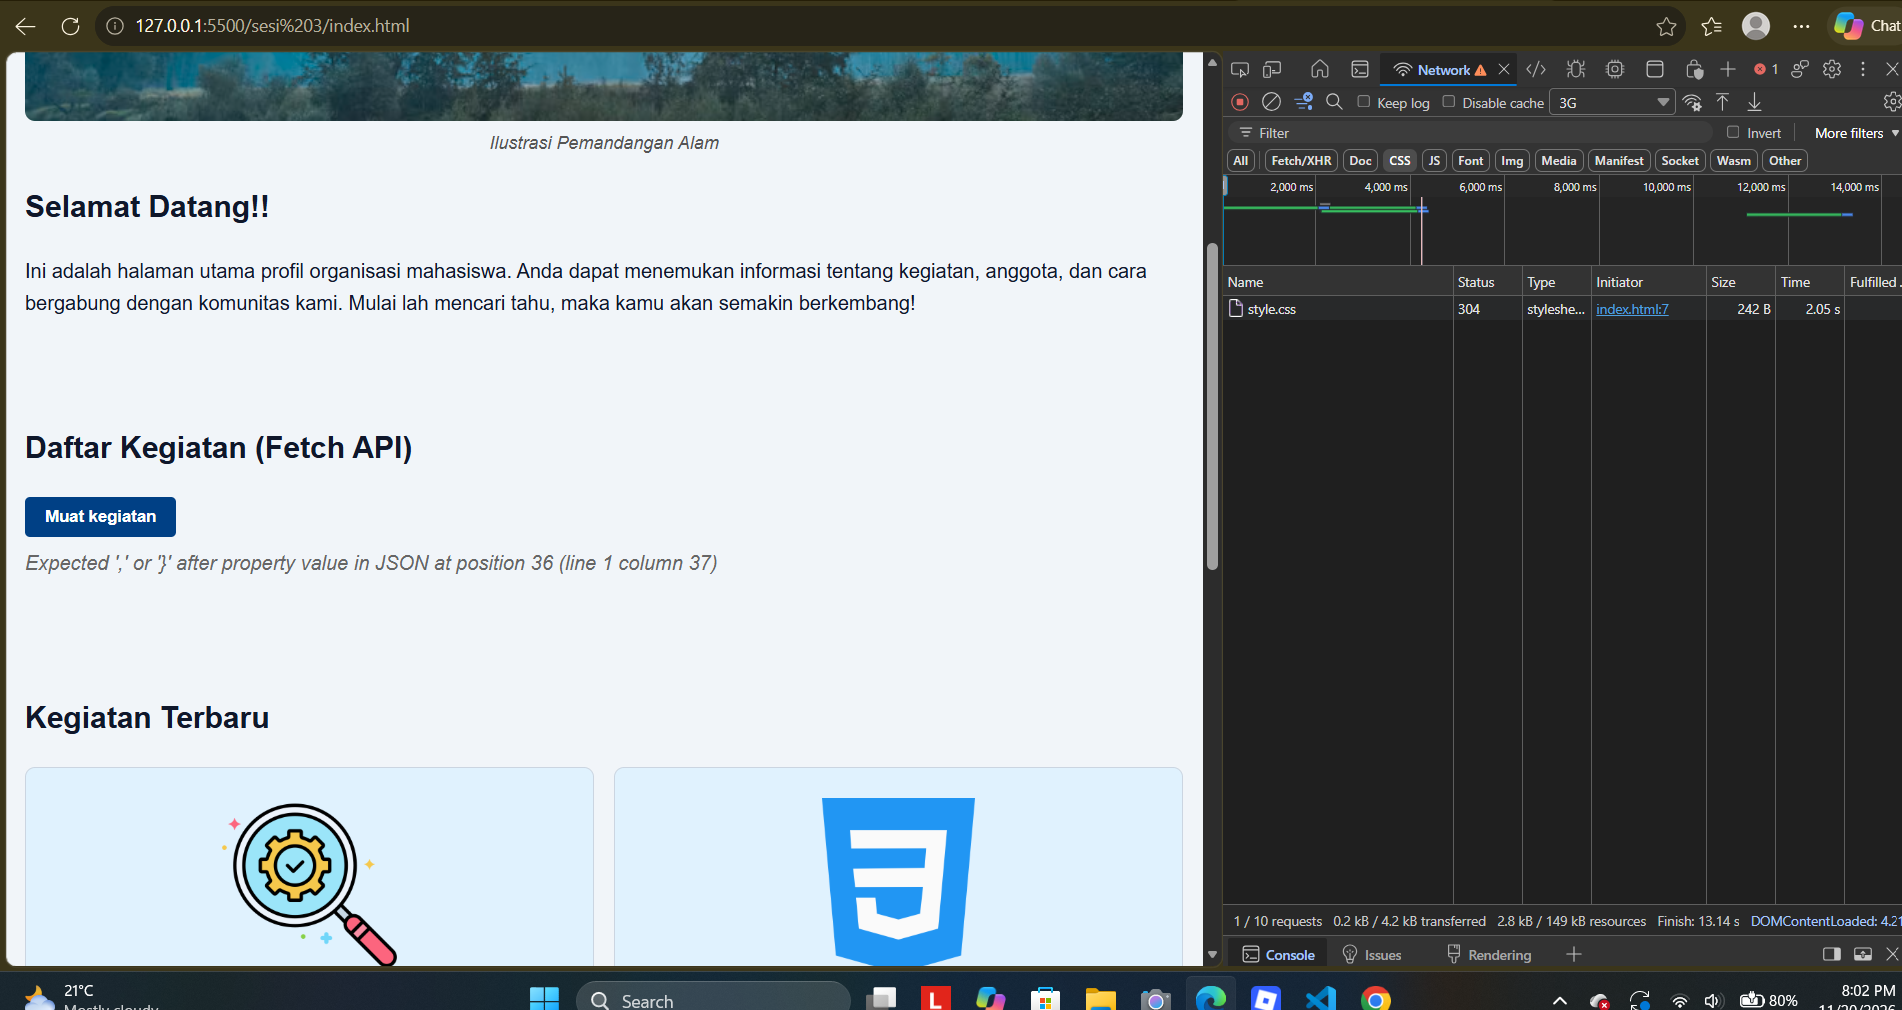 127.0.0.1:5500/sesi%203/index.html
Chat
Ilustrasi Pemandangan Alam
Selamat Datang!!
Ini adalah halaman utama profil organisasi mahasiswa. Anda dapat menemukan informasi tentang kegiatan, anggota, dan cara
bergabung dengan komunitas kami. Mulai lah mencari tahu, maka kamu akan semakin berkembang!
Daftar Kegiatan (Fetch API)
Muat kegiatan
Expected ',' or '}' after property value in JSON at position 36 (line 1 column 37)
Kegiatan Terbaru
Network
1
Keep log
Disable cache
3G
Filter
Invert
More filters
All Fetch/XHR Doc CSS JS Font Img Media Manifest Socket Wasm Other
2,000 ms 4,000 ms 6,000 ms 8,000 ms 10,000 ms 12,000 ms 14,000 ms
Name Status Type Initiator Size Time Fulfilled
style.css 304 styleshe... index.html:7 242 B 2.05 s
1 / 10 requests 0.2 kB / 4.2 kB transferred 2.8 kB / 149 kB resources Finish: 13.14 s DOMContentLoaded: 4.21
Console Issues Rendering
21°C
Mostly cloudy
Search
L
80%
8:02 PM